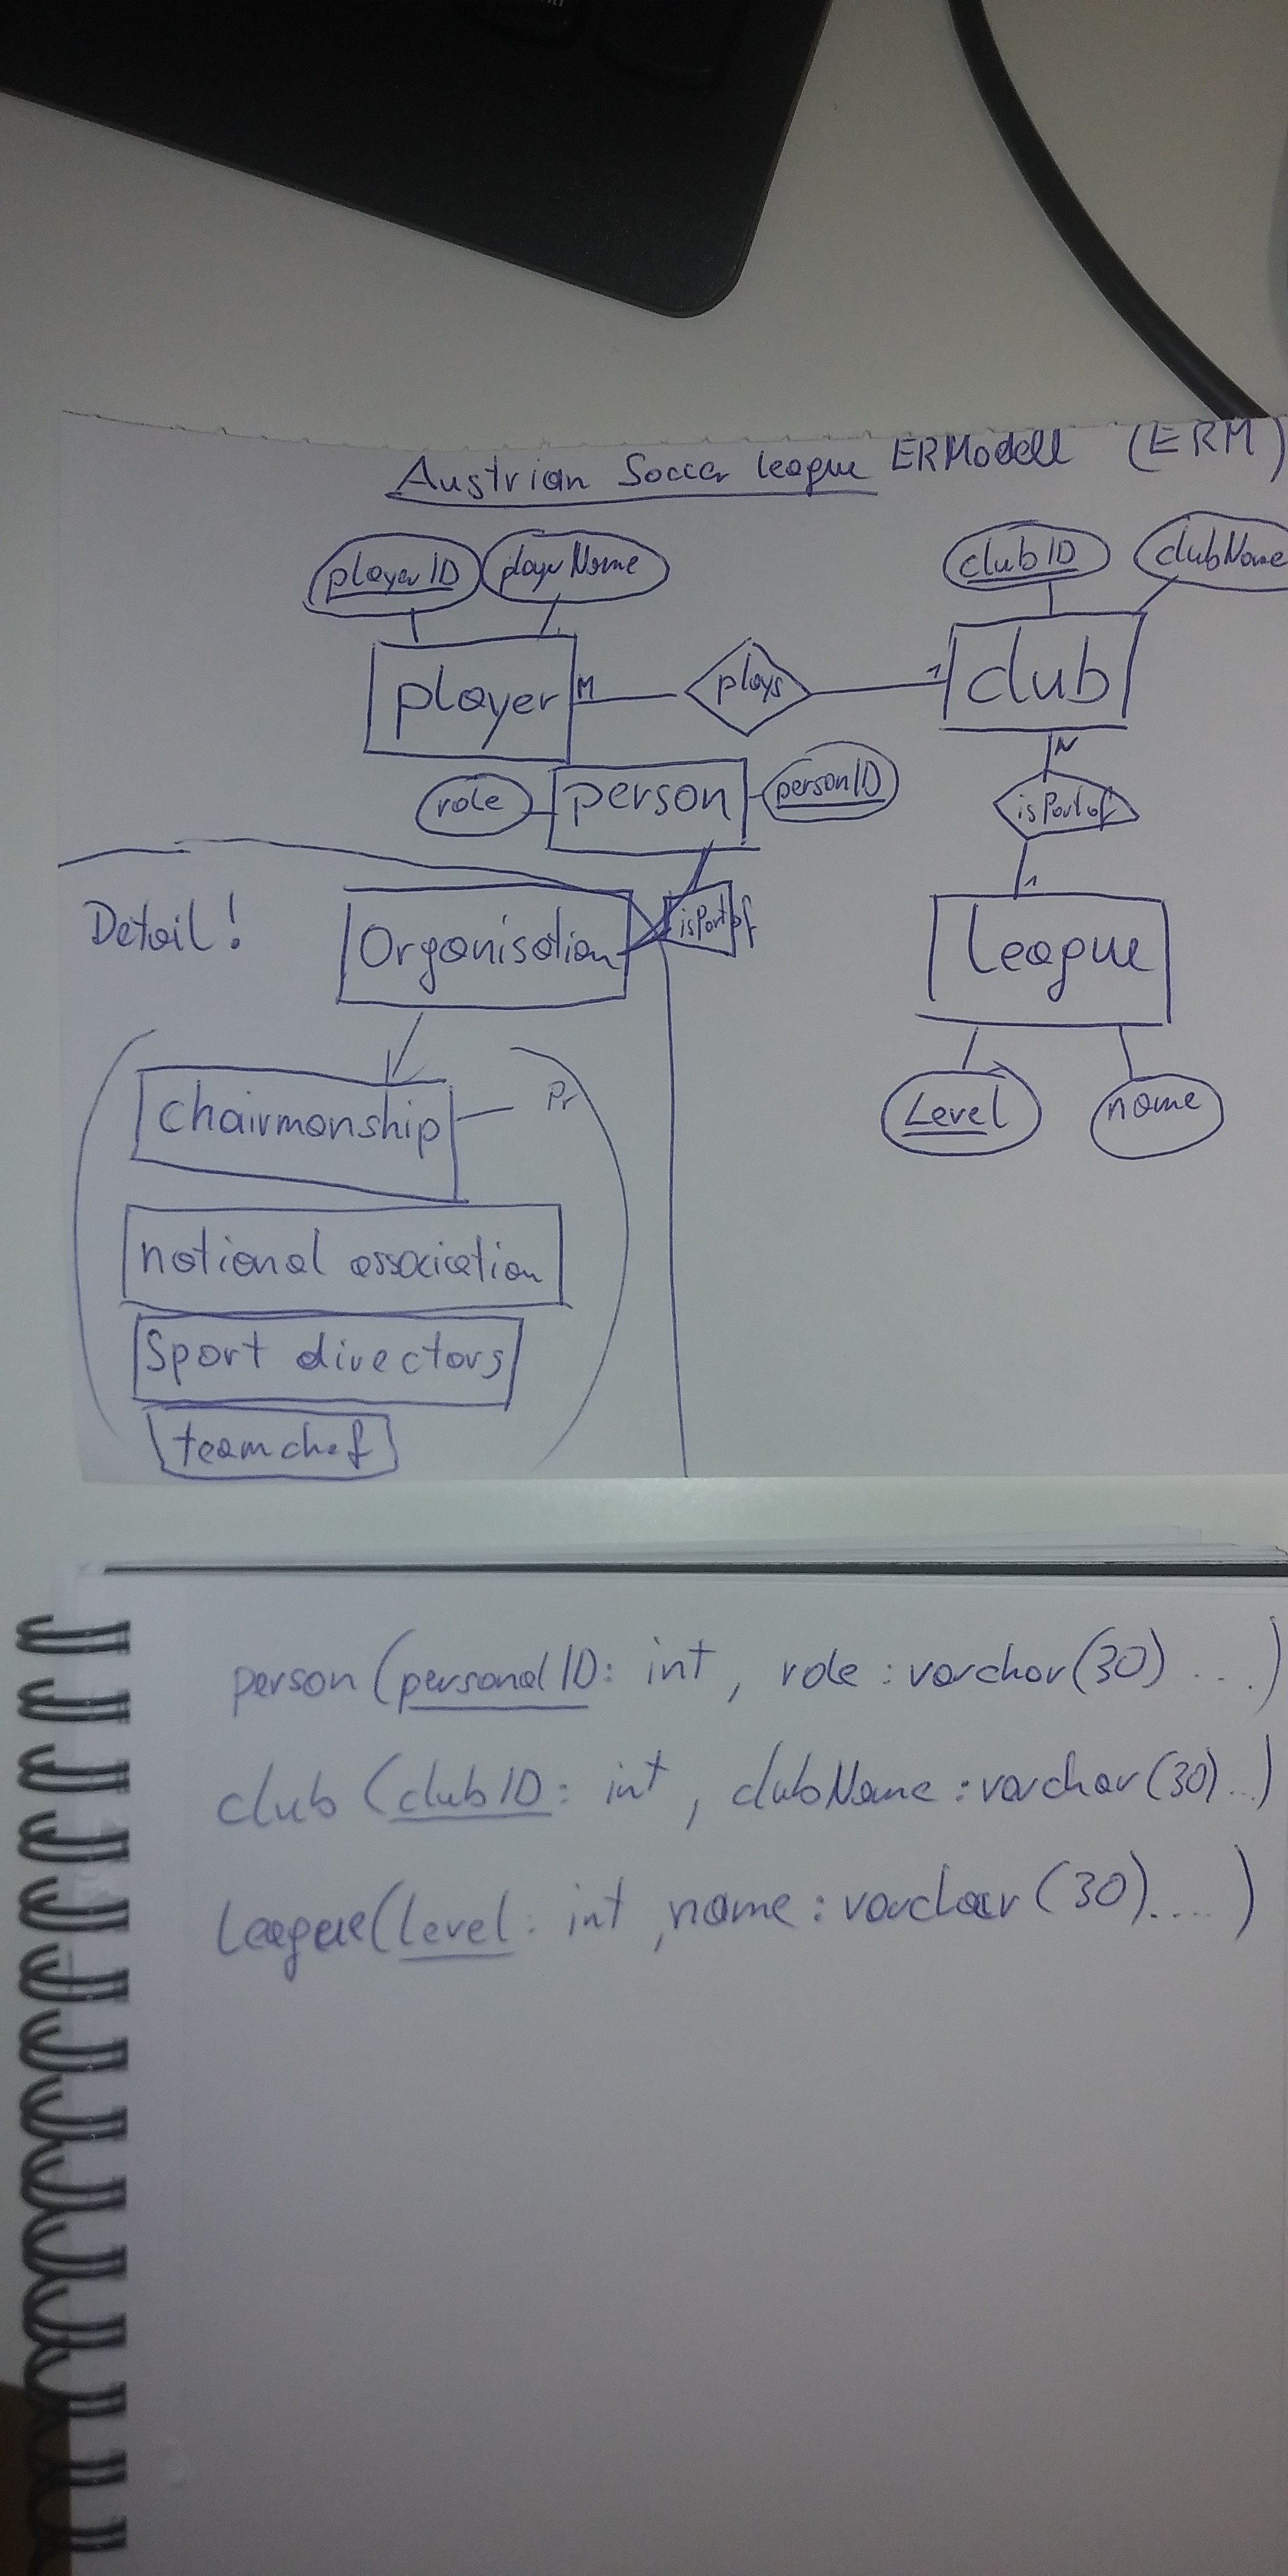 Austrian Soccer league ERModell (ERM)
playerID playerName clubID clubName
player M plays 1 club
role person personID
N
isPartof
1
Detail!
Organisation isPartof
league
Chairmanship Pr
Level name
national association
Sport directors
teamchef
person (personalID: int, role: varchar(30) ...)
club (clubID: int, clubName: varchar(30)...)
League(level: int, name: varchar(30)....)